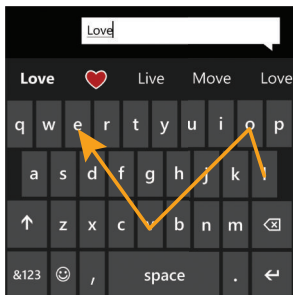 Love
Love ❤ Live Move Love
q w e r t y u i o p
a s d f g h j k l
↑ z x c v b n m ⌫
&123 ☺ , space . ↵